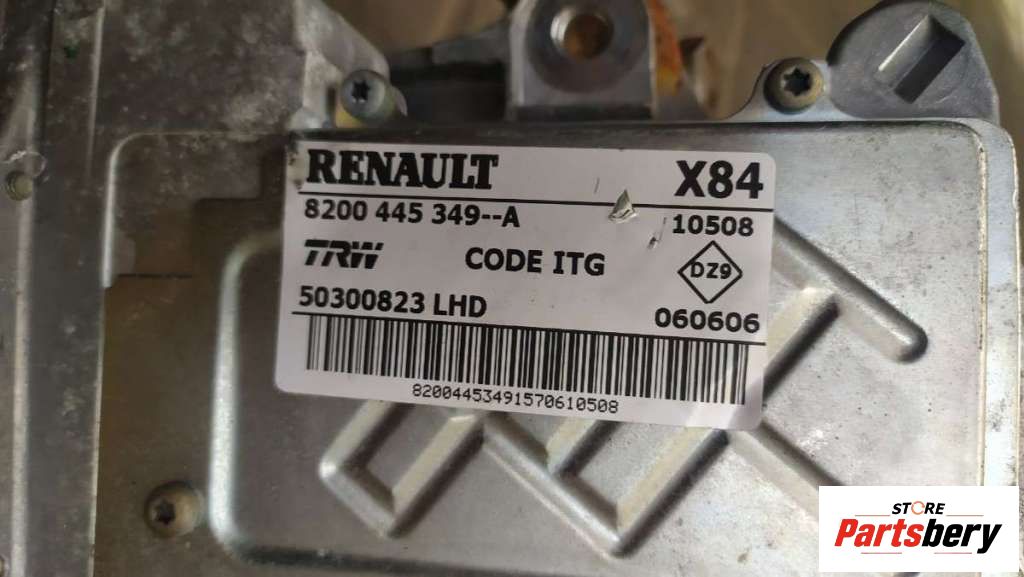 RENAULT X84
8200 445 349--A 10508
TRW CODE ITG DZ9
50300823 LHD 060606
82004453491570610508
STORE
Partsbery